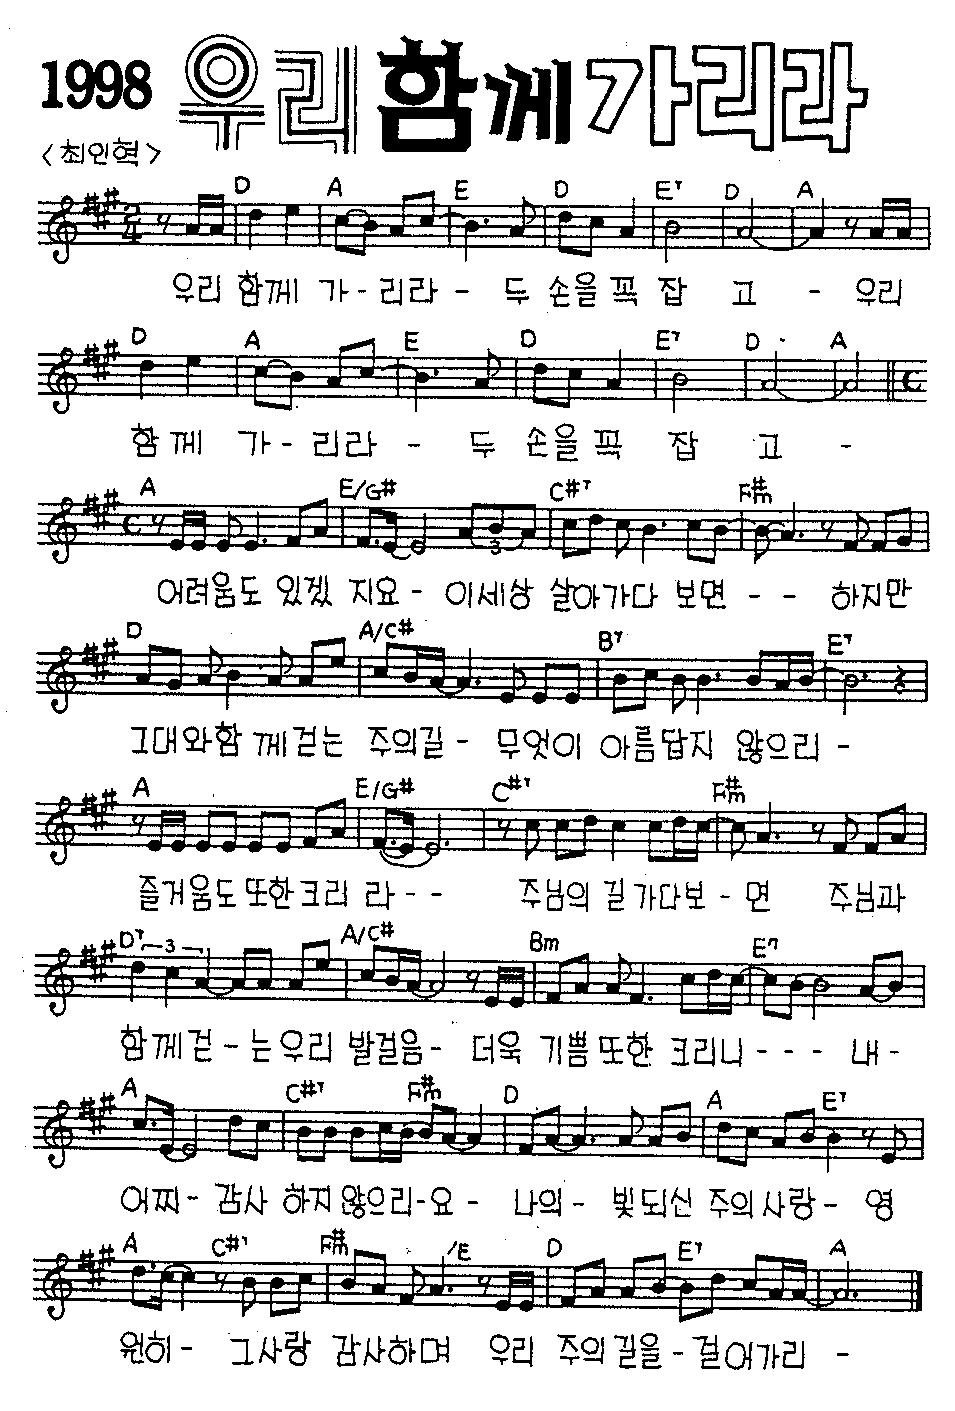 1998 우리 함께 가리라
<최인혁>
D A E D E7 D A
우리 함께 가 - 리라 - 두 손을 꼭 잡 고 - 우리
D A E D E7 D A
함 께 가 - 리라 - 두 손을 꼭 잡 고 -
A E/G# C#7 F#m
3
어려움도 있겠 지요 - 이세상 살아가다 보면 - - 하지만
D A/C# B7 E7
그대와함 께걷는 주의길 - 무엇이 아름답지 않으리 -
A E/G# C#7 F#m
즐거움도 또한크리 라 - - 주님의 길가다보 - 면 주님과
D7 3 A/C# Bm E7
함께걷 - 는우리 발걸음 - 더욱 기쁨또한 크리니 - - - 내 -
A C#7 F#m D A E7
어찌 - 감사 하지않으리 - 요 - 나의 - 빛되신 주의사랑 - 영
A C#7 F#m /E D E7 A
원히 - 그사랑 감사하며 우리 주의길을 - 걸어가리 -